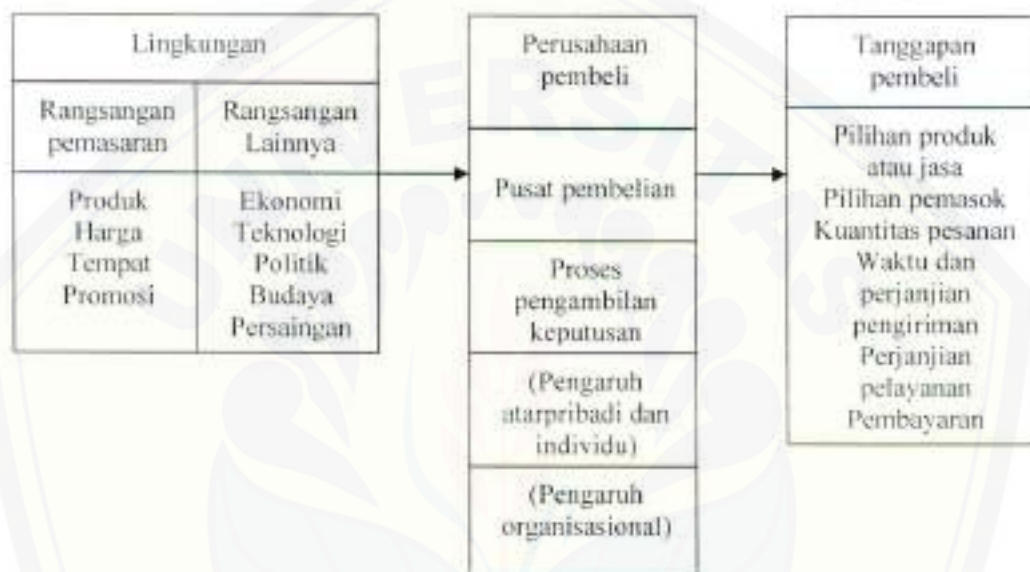 Lingkungan
Rangsangan
pemasaran
Rangsangan
Lainnya
Produk
Harga
Tempat
Promosi
Ekonomi
Teknologi
Politik
Budaya
Persaingan
Perusahaan
pembeli
Pusat pembelian
Proses
pengambilan
keputusan
(Pengaruh
atarpribadi dan
individu)
(Pengaruh
organisasional)
Tanggapan
pembeli
Pilihan produk
atau jasa
Pilihan pemasok
Kuantitas pesanan
Waktu dan
perjanjian
pengiriman
Perjanjian
pelayanan
Pembayaran
UNIVERSITAS